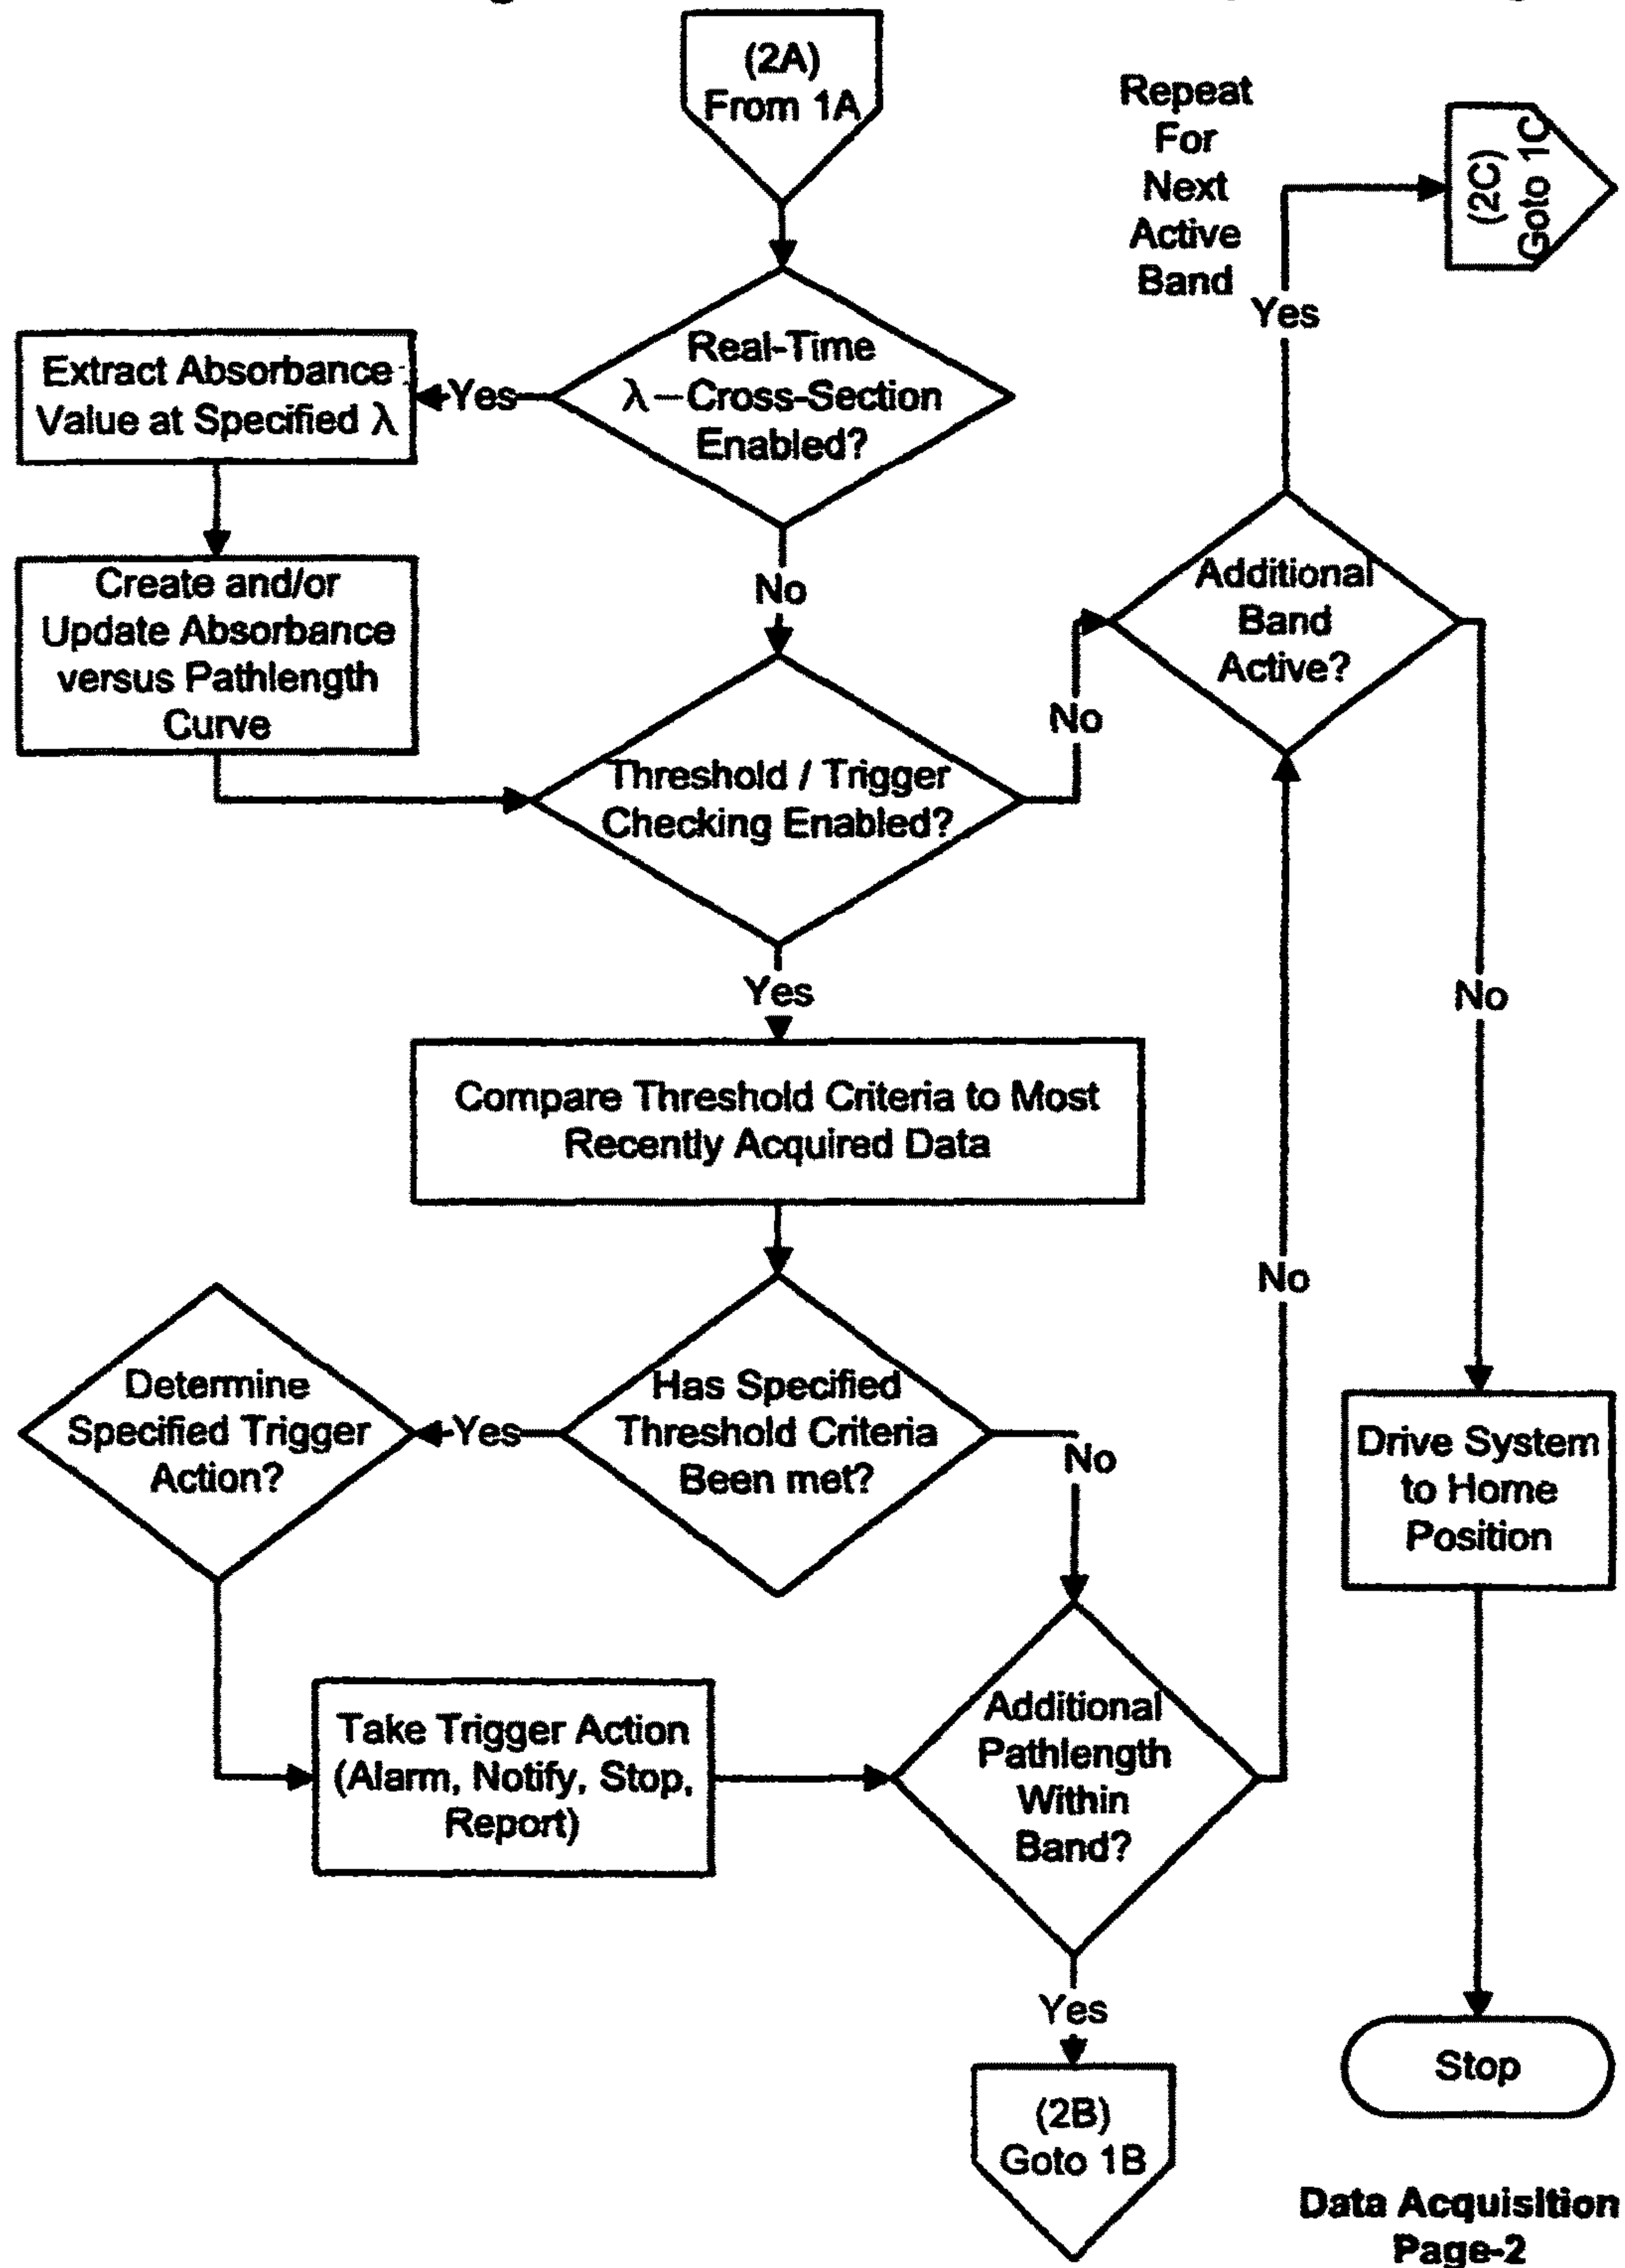 (2A)
From 1A
Repeat
For
Next
Active
Band
(2C)
Goto 1C
Yes
Real-Time
λ–Cross-Section
Enabled?
Yes
Extract Absorbance
Value at Specified λ
Create and/or
Update Absorbance
versus Pathlength
Curve
No
Additional
Band
Active?
No
Threshold / Trigger
Checking Enabled?
Yes
No
Compare Threshold Criteria to Most
Recently Acquired Data
No
Has Specified
Threshold Criteria
Been met?
Yes
Determine
Specified Trigger
Action?
No
Drive System
to Home
Position
Take Trigger Action
(Alarm, Notify, Stop,
Report)
Additional
Pathlength
Within
Band?
Yes
(2B)
Goto 1B
Stop
Data Acquisition
Page-2